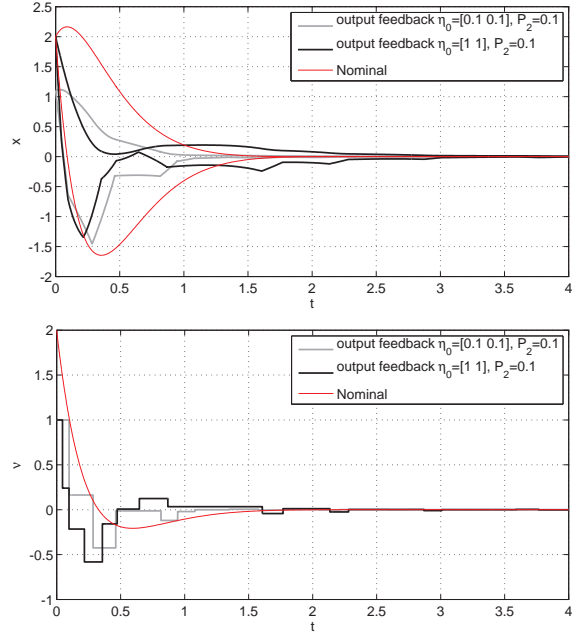 2.5
2
1.5
1
0.5
0
-0.5
-1
-1.5
-2
x
output feedback η₀=[0.1 0.1], P₂=0.1
output feedback η₀=[1 1], P₂=0.1
Nominal
0 0.5 1 1.5 2 2.5 3 3.5 4
t
2
1.5
1
0.5
0
-0.5
-1
ν
output feedback η₀=[0.1 0.1], P₂=0.1
output feedback η₀=[1 1], P₂=0.1
Nominal
0 0.5 1 1.5 2 2.5 3 3.5 4
t